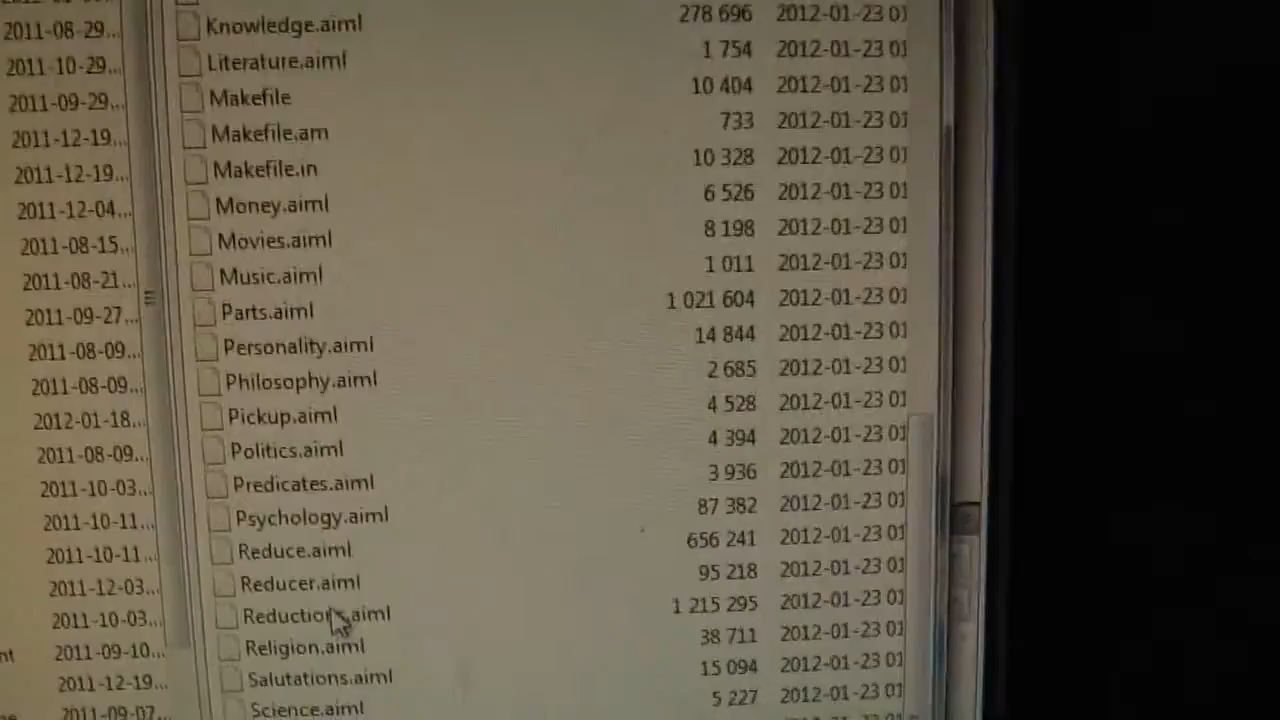 2011-08-29... Knowledge.aiml 278 696 2012-01-23 01
2011-10-29... Literature.aiml 1 754 2012-01-23 01
2011-09-29... Makefile 10 404 2012-01-23 01
2011-12-19... Makefile.am 733 2012-01-23 01
2011-12-19... Makefile.in 10 328 2012-01-23 01
2011-12-04... Money.aiml 6 526 2012-01-23 01
2011-08-15... Movies.aiml 8 198 2012-01-23 01
2011-08-21... Music.aiml 1 011 2012-01-23 01
2011-09-27... Parts.aiml 1 021 604 2012-01-23 01
2011-08-09... Personality.aiml 14 844 2012-01-23 01
2011-08-09... Philosophy.aiml 2 685 2012-01-23 01
2012-01-18... Pickup.aiml 4 528 2012-01-23 01
2011-08-09... Politics.aiml 4 394 2012-01-23 01
2011-10-03... Predicates.aiml 3 936 2012-01-23 01
2011-10-11... Psychology.aiml 87 382 2012-01-23 01
2011-10-11... Reduce.aiml 656 241 2012-01-23 01
2011-12-03... Reducer.aiml 95 218 2012-01-23 01
2011-10-03... Reductions.aiml 1 215 295 2012-01-23 01
nt 2011-09-10... Religion.aiml 38 711 2012-01-23 01
2011-12-19... Salutations.aiml 15 094 2012-01-23 01
2011-09-07... Science.aiml 5 227 2012-01-23 01